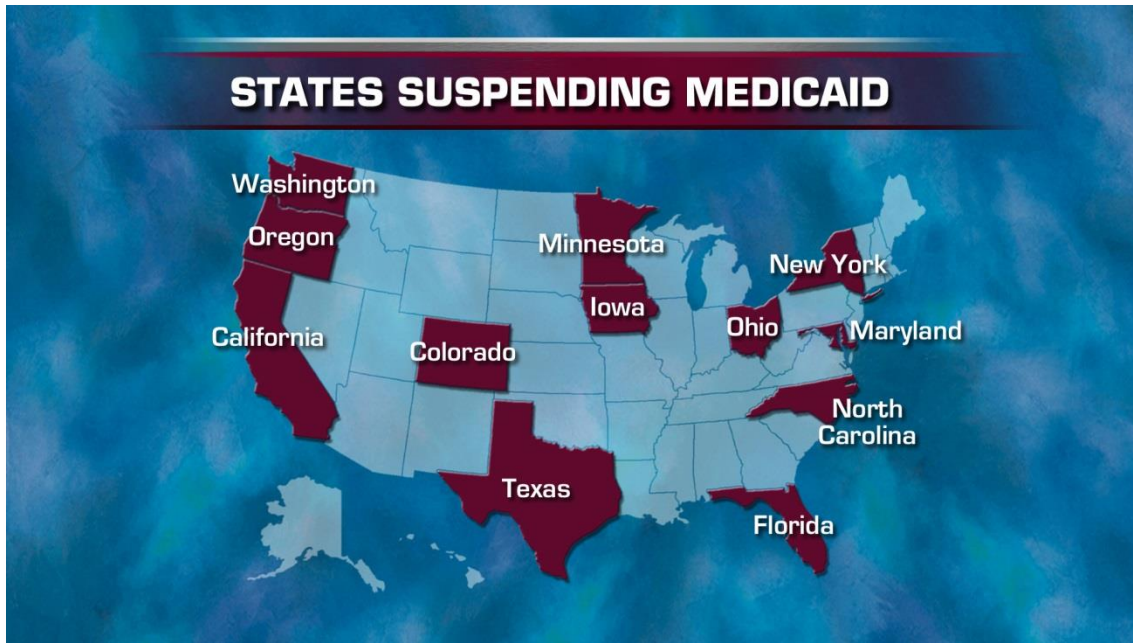 STATES SUSPENDING MEDICAID
Washington
Oregon
Minnesota
New York
Iowa
Ohio
Maryland
California
Colorado
North
Carolina
Texas
Florida